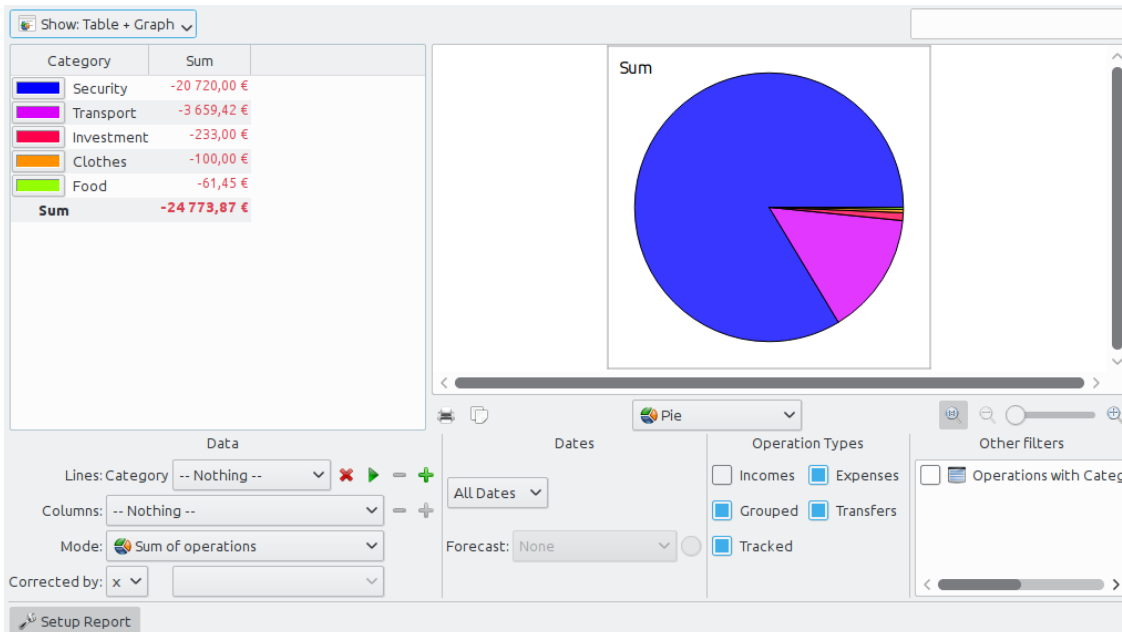 Show: Table + Graph
Category Sum
Security -20 720,00 €
Transport -3 659,42 €
Investment -233,00 €
Clothes -100,00 €
Food -61,45 €
Sum -24 773,87 €
Sum
Pie
Data
Lines: Category -- Nothing --
Columns: -- Nothing --
Mode: Sum of operations
Corrected by: x
Dates
All Dates
Forecast: None
Operation Types
Incomes Expenses
Grouped Transfers
Tracked
Other filters
Operations with Categ
Setup Report